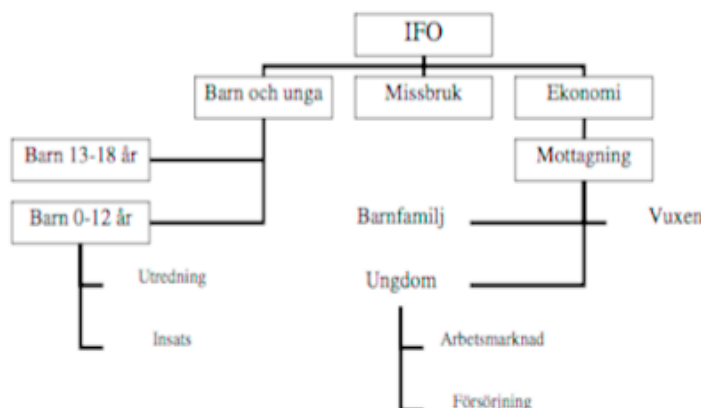 IFO
Barn och unga
Missbruk
Ekonomi
Barn 13-18 år
Mottagning
Barn 0-12 år
Barnfamilj
Vuxen
Utredning
Ungdom
Insats
Arbetsmarknad
Försörjning